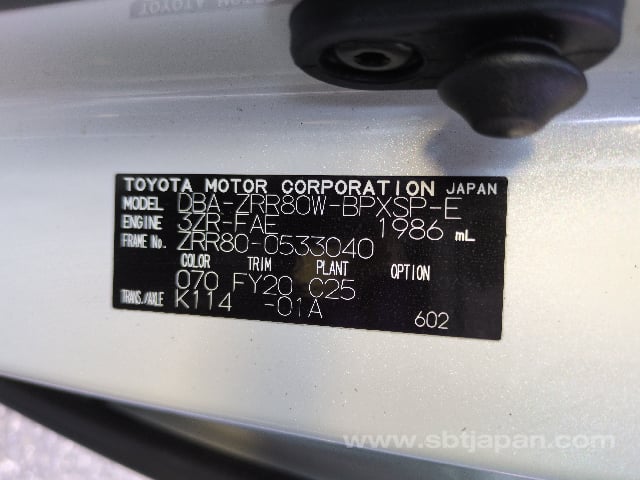 TOYOTA MOTOR CORPORATION JAPAN
MODEL DBA-ZRR80W-BPXSP-E
ENGINE 3ZR-FAE 1986 mL
FRAME No. ZRR80-0533040
COLOR TRIM PLANT OPTION
070 FY20 C25
TRANS./AXLE K114 -01A
602
www.sbtjapan.com